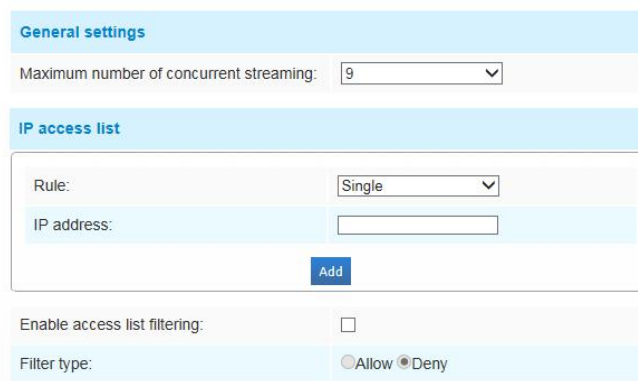 General settings
Maximum number of concurrent streaming: 9
IP access list
Rule: Single
IP address:
Add
Enable access list filtering:
Filter type: Allow Deny